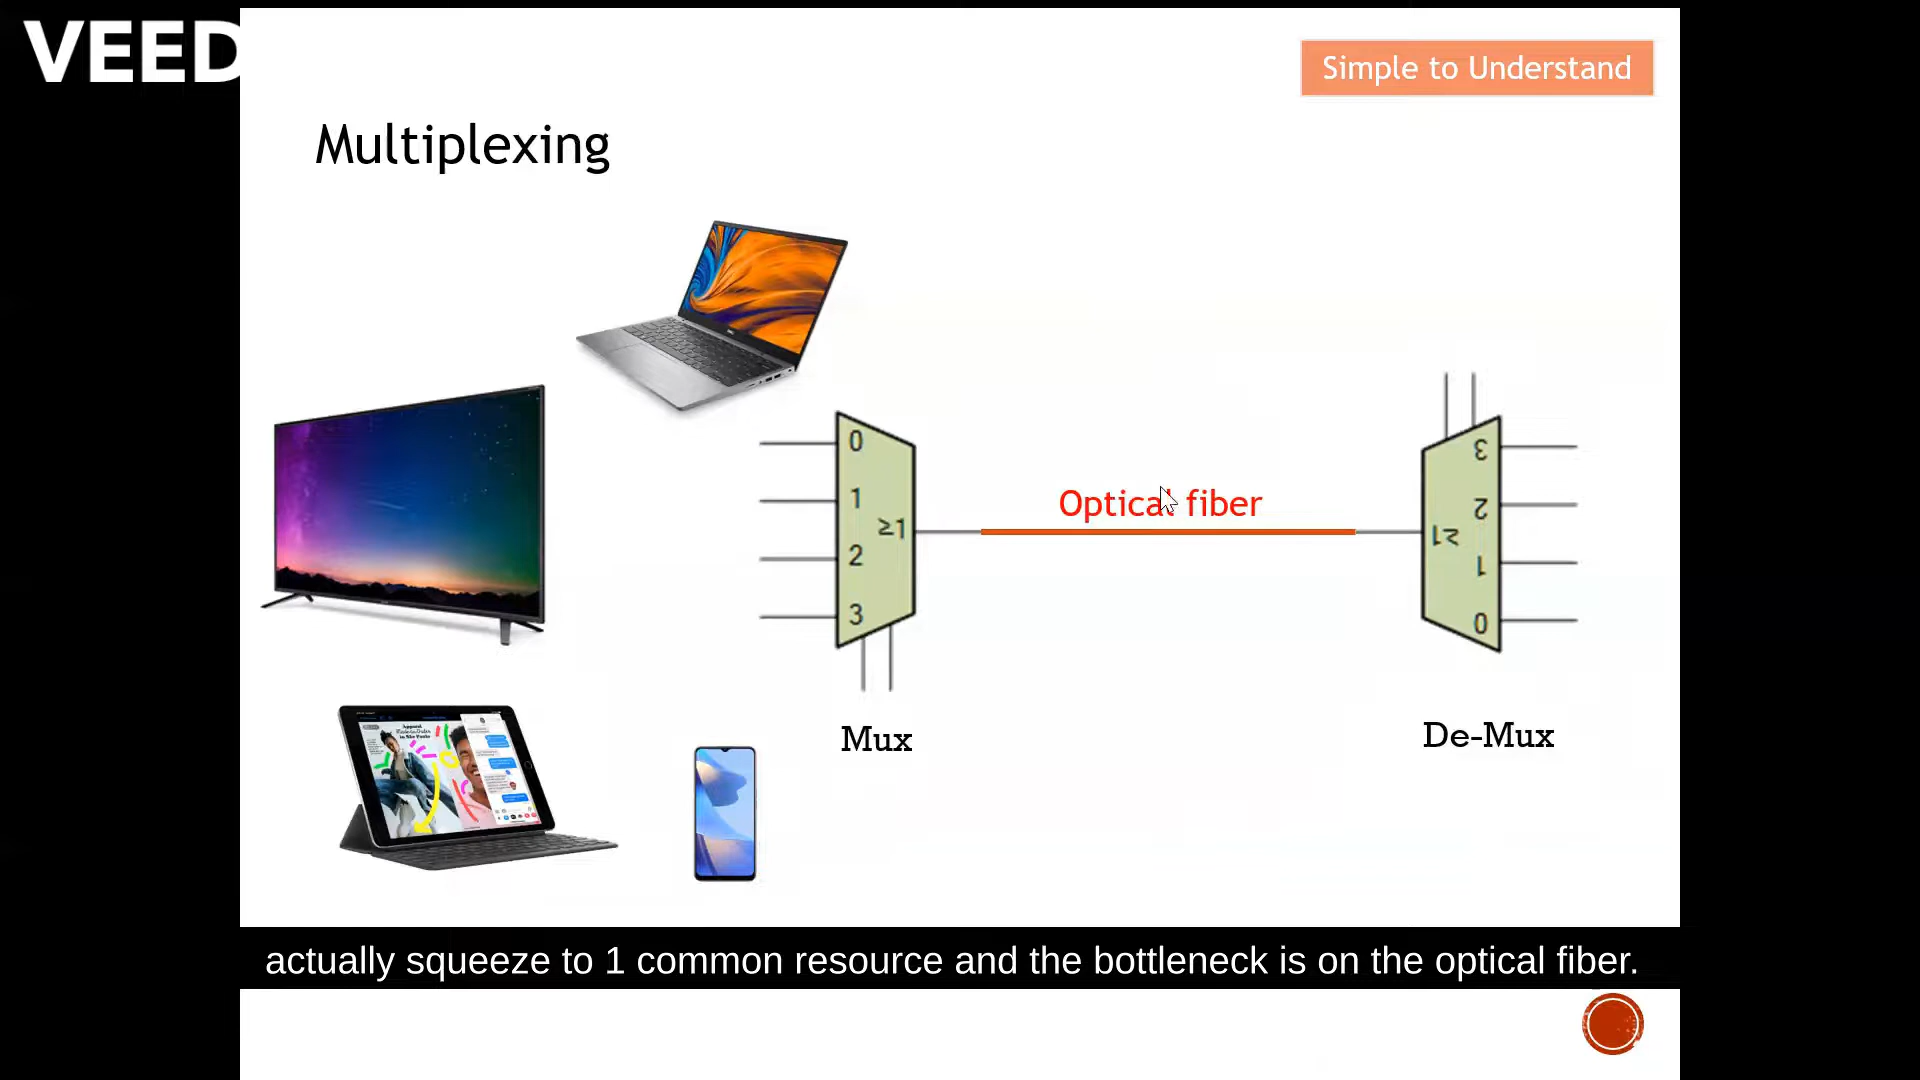 VEED
Simple to Understand
Multiplexing
0
1
2
3
≥1
Optical fiber
3
2
1
0
≥1
Mux
De-Mux
actually squeeze to 1 common resource and the bottleneck is on the optical fiber.